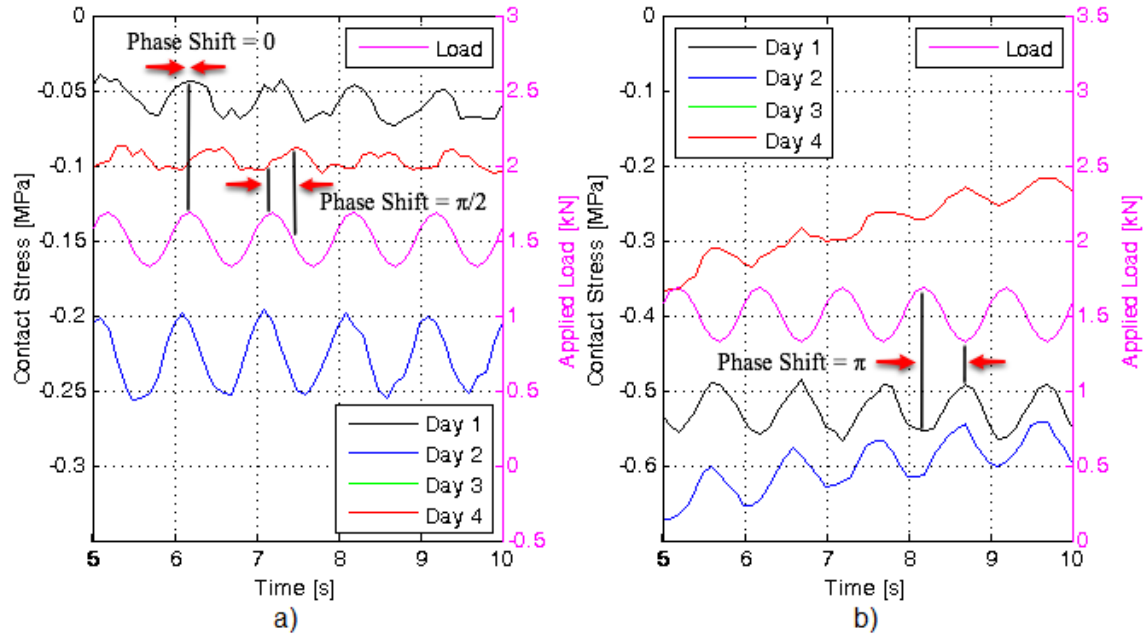 0
-0.05
-0.1
-0.15
-0.2
-0.25
-0.3
Contact Stress [MPa]
Phase Shift = 0
Load
Phase Shift = π/2
Day 1
Day 2
Day 3
Day 4
3
2.5
2
1.5
1
0.5
0
-0.5
Applied Load [kN]
5
6
7
8
9
10
Time [s]
a)
0
-0.1
-0.2
-0.3
-0.4
-0.5
-0.6
Contact Stress [MPa]
Day 1
Day 2
Day 3
Day 4
Load
Phase Shift = π
3.5
3
2.5
2
1.5
1
0.5
0
Applied Load [kN]
5
6
7
8
9
10
Time [s]
b)